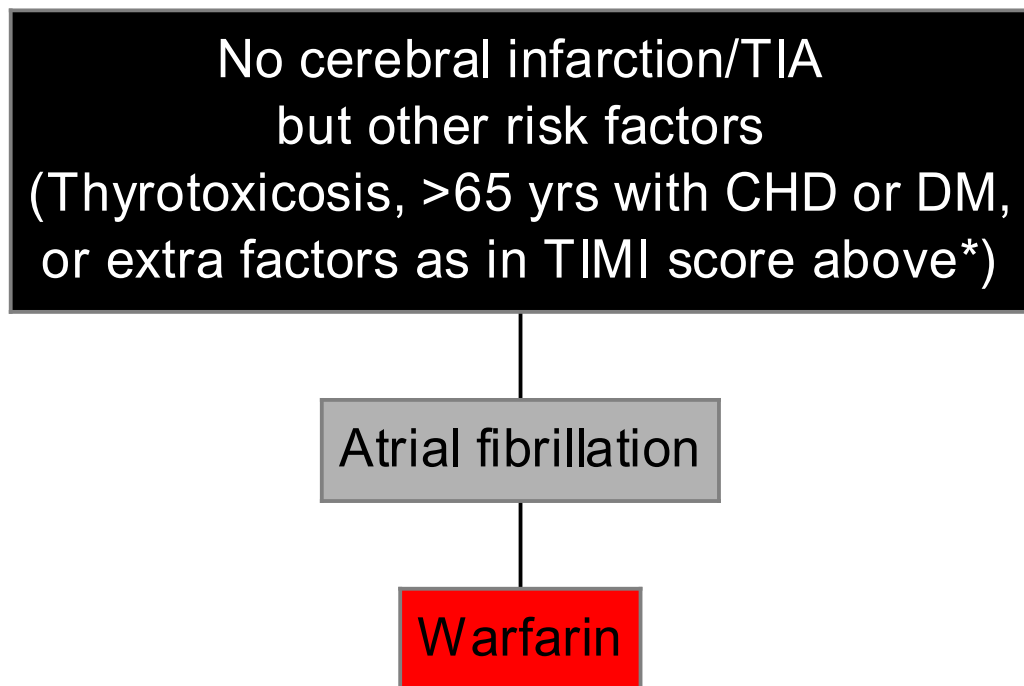 No cerebral infarction/TIA
but other risk factors
(Thyrotoxicosis, >65 yrs with CHD or DM,
or extra factors as in TIMI score above*)
Atrial fibrillation
Warfarin